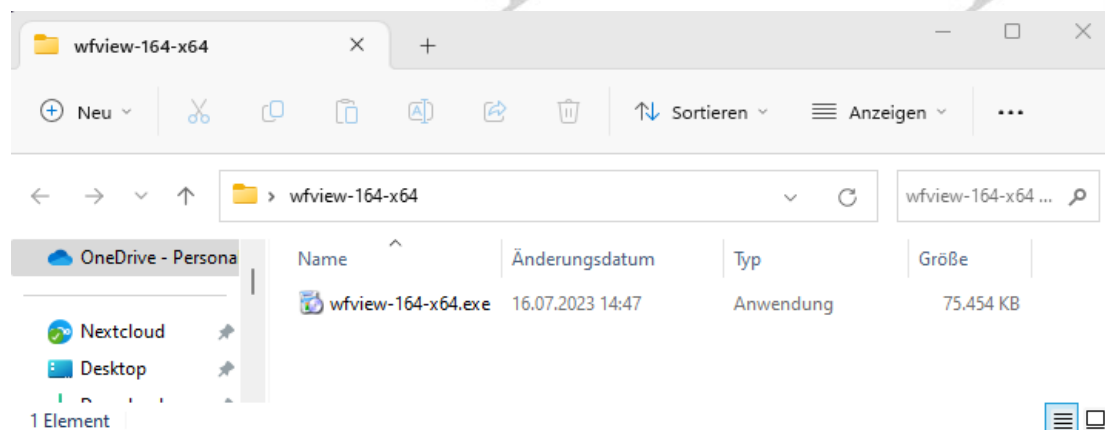 wfview-164-x64
Neu Sortieren Anzeigen
wfview-164-x64 wfview-164-x64 ...
OneDrive - Persona
Name Änderungsdatum Typ Größe
wfview-164-x64.exe 16.07.2023 14:47 Anwendung 75.454 KB
Nextcloud
Desktop
1 Element